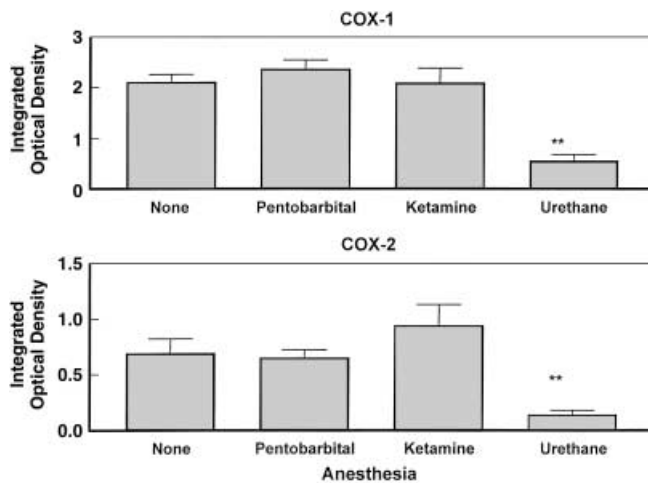 COX-1
Integrated
Optical Density
3
2
1
0
**
None Pentobarbital Ketamine Urethane
COX-2
Integrated
Optical Density
1.5
1.0
0.5
0.0
**
None Pentobarbital Ketamine Urethane
Anesthesia